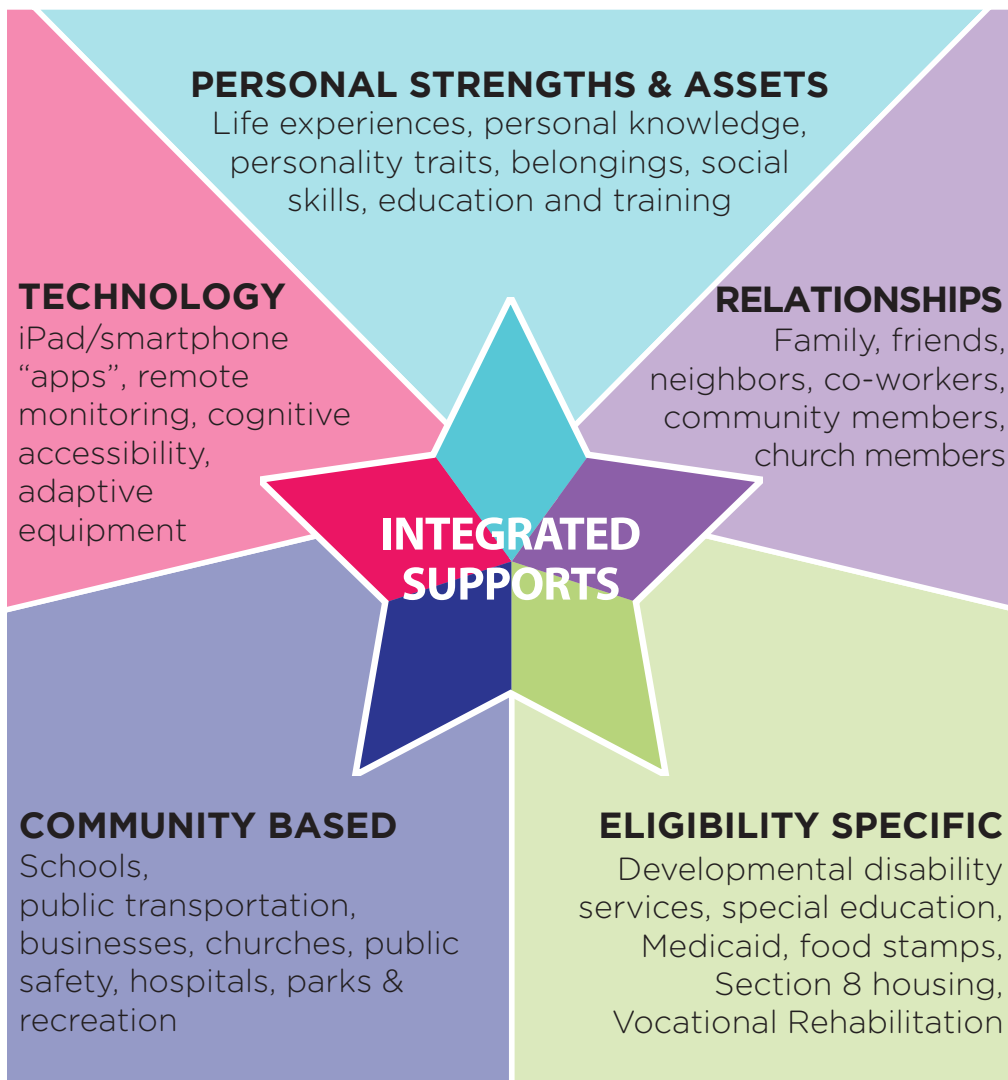 PERSONAL STRENGTHS & ASSETS
Life experiences, personal knowledge,
personality traits, belongings, social
skills, education and training
TECHNOLOGY
iPad/smartphone
“apps”, remote
monitoring, cognitive
accessibility,
adaptive
equipment
RELATIONSHIPS
Family, friends,
neighbors, co-workers,
community members,
church members
INTEGRATED
SUPPORTS
COMMUNITY BASED
Schools,
public transportation,
businesses, churches, public
safety, hospitals, parks &
recreation
ELIGIBILITY SPECIFIC
Developmental disability
services, special education,
Medicaid, food stamps,
Section 8 housing,
Vocational Rehabilitation